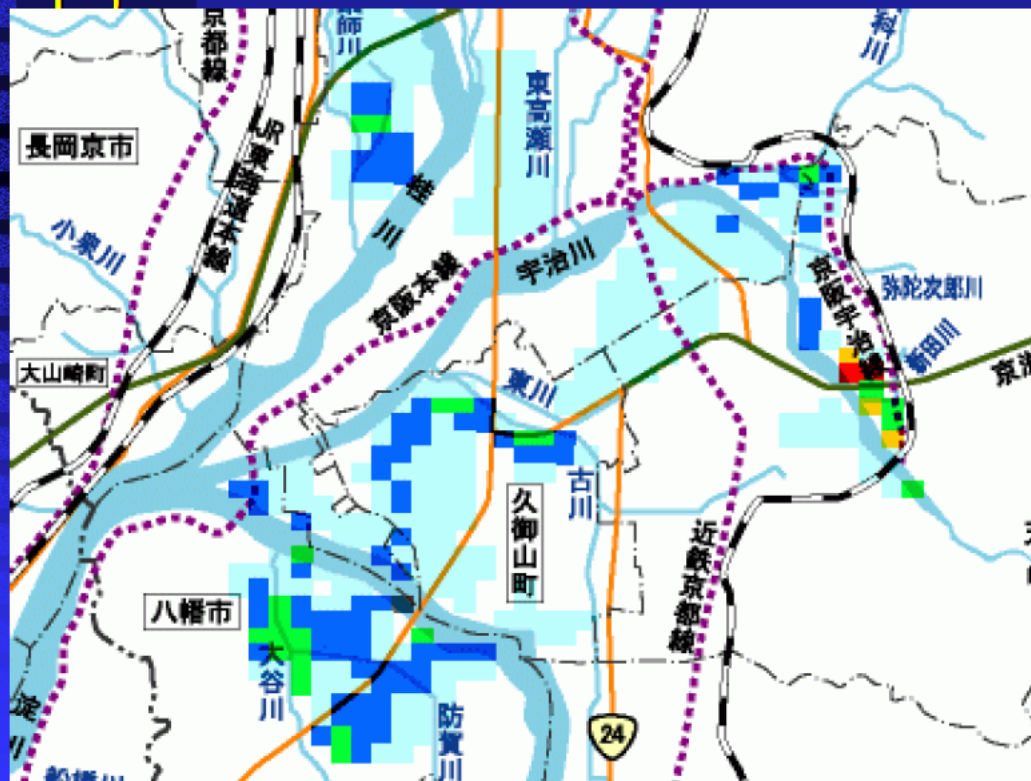 京都線
東高瀬川
長岡京市
東海道本線
桂川
小泉川
宇治川
京阪本線
京阪宇治線
弥陀次郎川
新田川
大山崎町
東川
古川
久御山町
近鉄京都線
八幡市
大谷川
防賀川
淀川
24